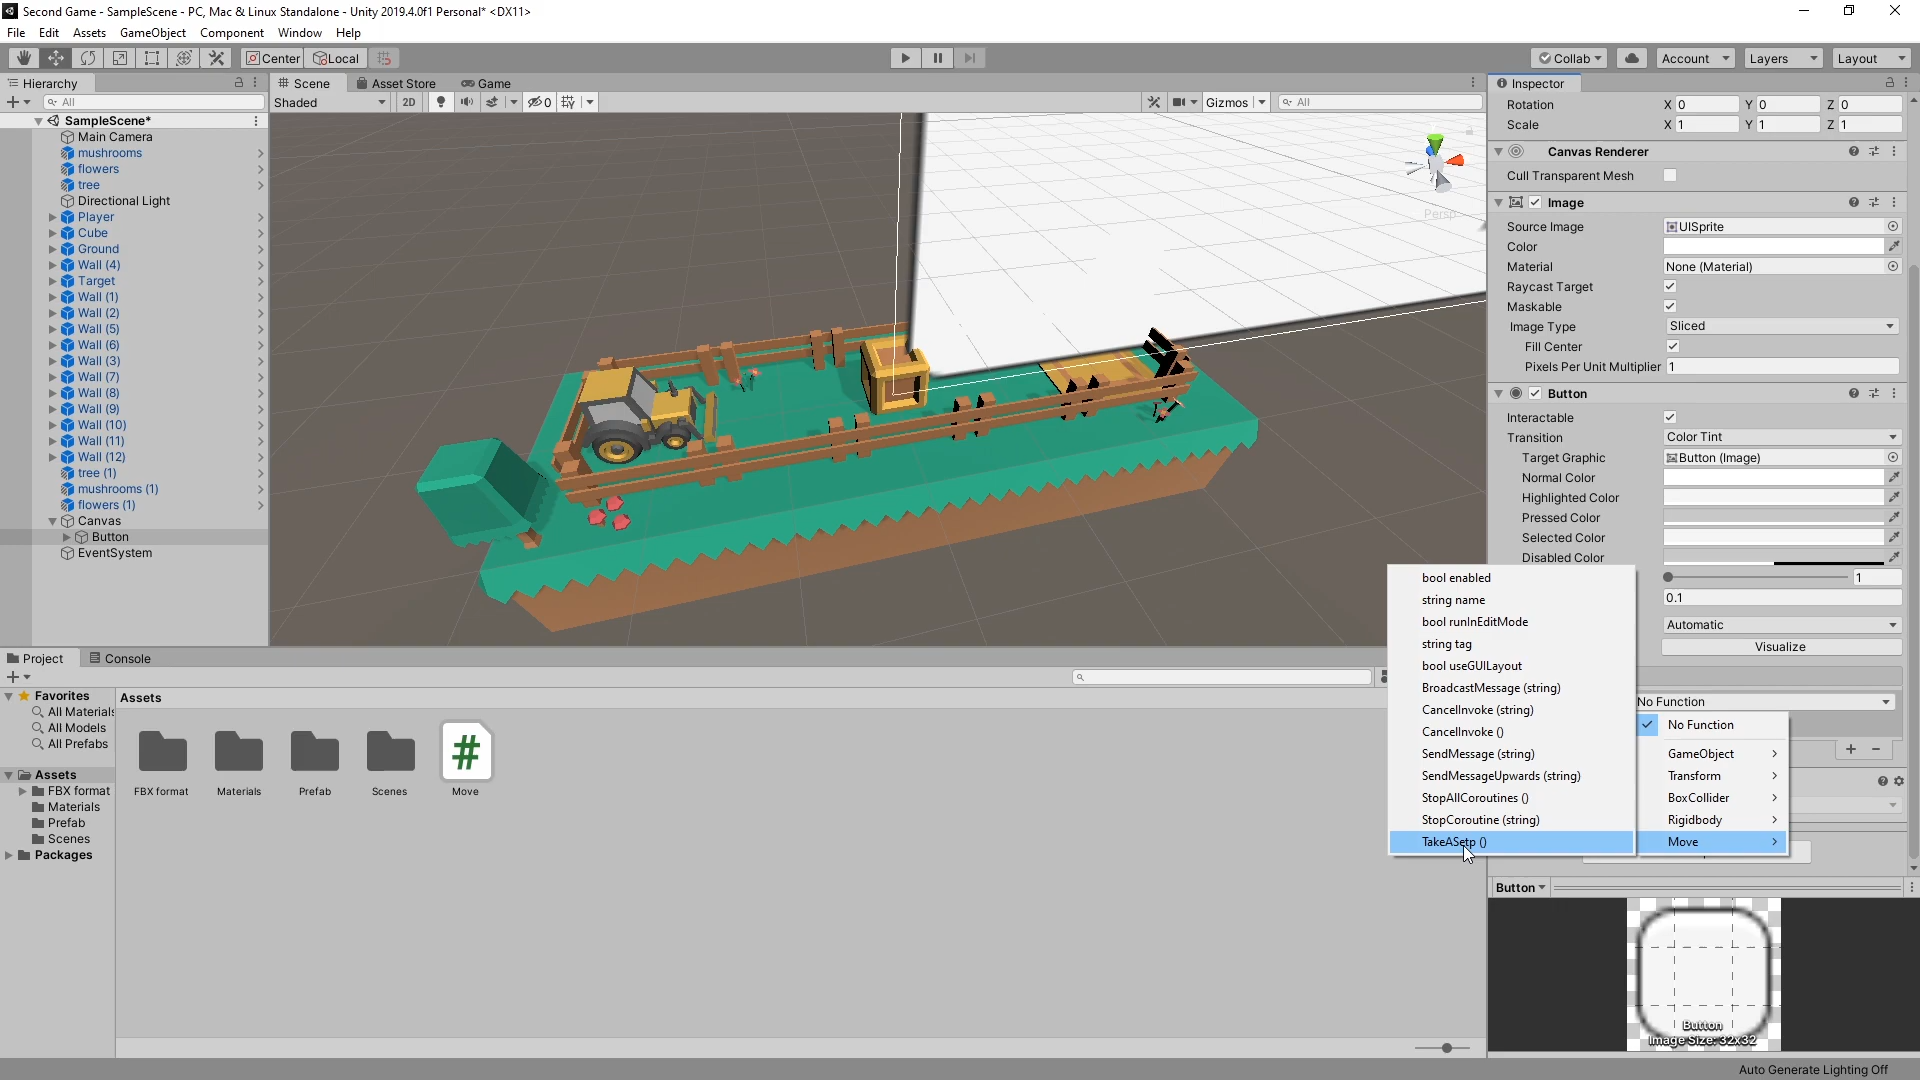 Second Game - SampleScene - PC, Mac & Linux Standalone - Unity 2019.4.0f1 Personal* <DX11>
File Edit Assets GameObject Component Window Help
Center Local Collab Account Layers Layout
Hierarchy
All
SampleScene*
Main Camera
mushrooms
flowers
tree
Directional Light
Player
Cube
Ground
Wall (4)
Target
Wall (1)
Wall (2)
Wall (5)
Wall (6)
Wall (3)
Wall (7)
Wall (8)
Wall (9)
Wall (10)
Wall (11)
Wall (12)
tree (1)
mushrooms (1)
flowers (1)
Canvas
Button
EventSystem
Scene Asset Store Game
Shaded 2D 0 Gizmos All
Persp
Inspector
Rotation X 0 Y 0 Z 0
Scale X 1 Y 1 Z 1
Canvas Renderer
Cull Transparent Mesh
Image
Source Image UISprite
Color
Material None (Material)
Raycast Target
Maskable
Image Type Sliced
Fill Center
Pixels Per Unit Multiplier 1
Button
Interactable
Transition Color Tint
Target Graphic Button (Image)
Normal Color
Highlighted Color
Pressed Color
Selected Color
Disabled Color
1
0.1
Automatic
Visualize
No Function
No Function
GameObject
Transform
BoxCollider
Rigidbody
Move
bool enabled
string name
bool runInEditMode
string tag
bool useGUILayout
BroadcastMessage (string)
CancelInvoke (string)
CancelInvoke ()
SendMessage (string)
SendMessageUpwards (string)
StopAllCoroutines ()
StopCoroutine (string)
TakeASetp ()
Project Console
Favorites
All Materials
All Models
All Prefabs
Assets
FBX format
Materials
Prefab
Scenes
Packages
Assets
FBX format Materials Prefab Scenes Move
Button
Button
Image Size: 32x32
Auto Generate Lighting Off